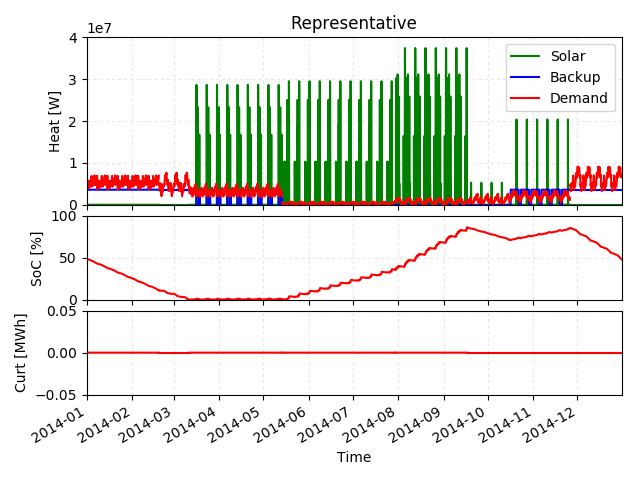 Representative
1e7
4
3
2
1
0
Heat [W]
Solar
Backup
Demand
100
50
0
SoC [%]
0.05
0.00
−0.05
Curt [MWh]
2014-01
2014-02
2014-03
2014-04
2014-05
2014-06
2014-07
2014-08
2014-09
2014-10
2014-11
2014-12
Time